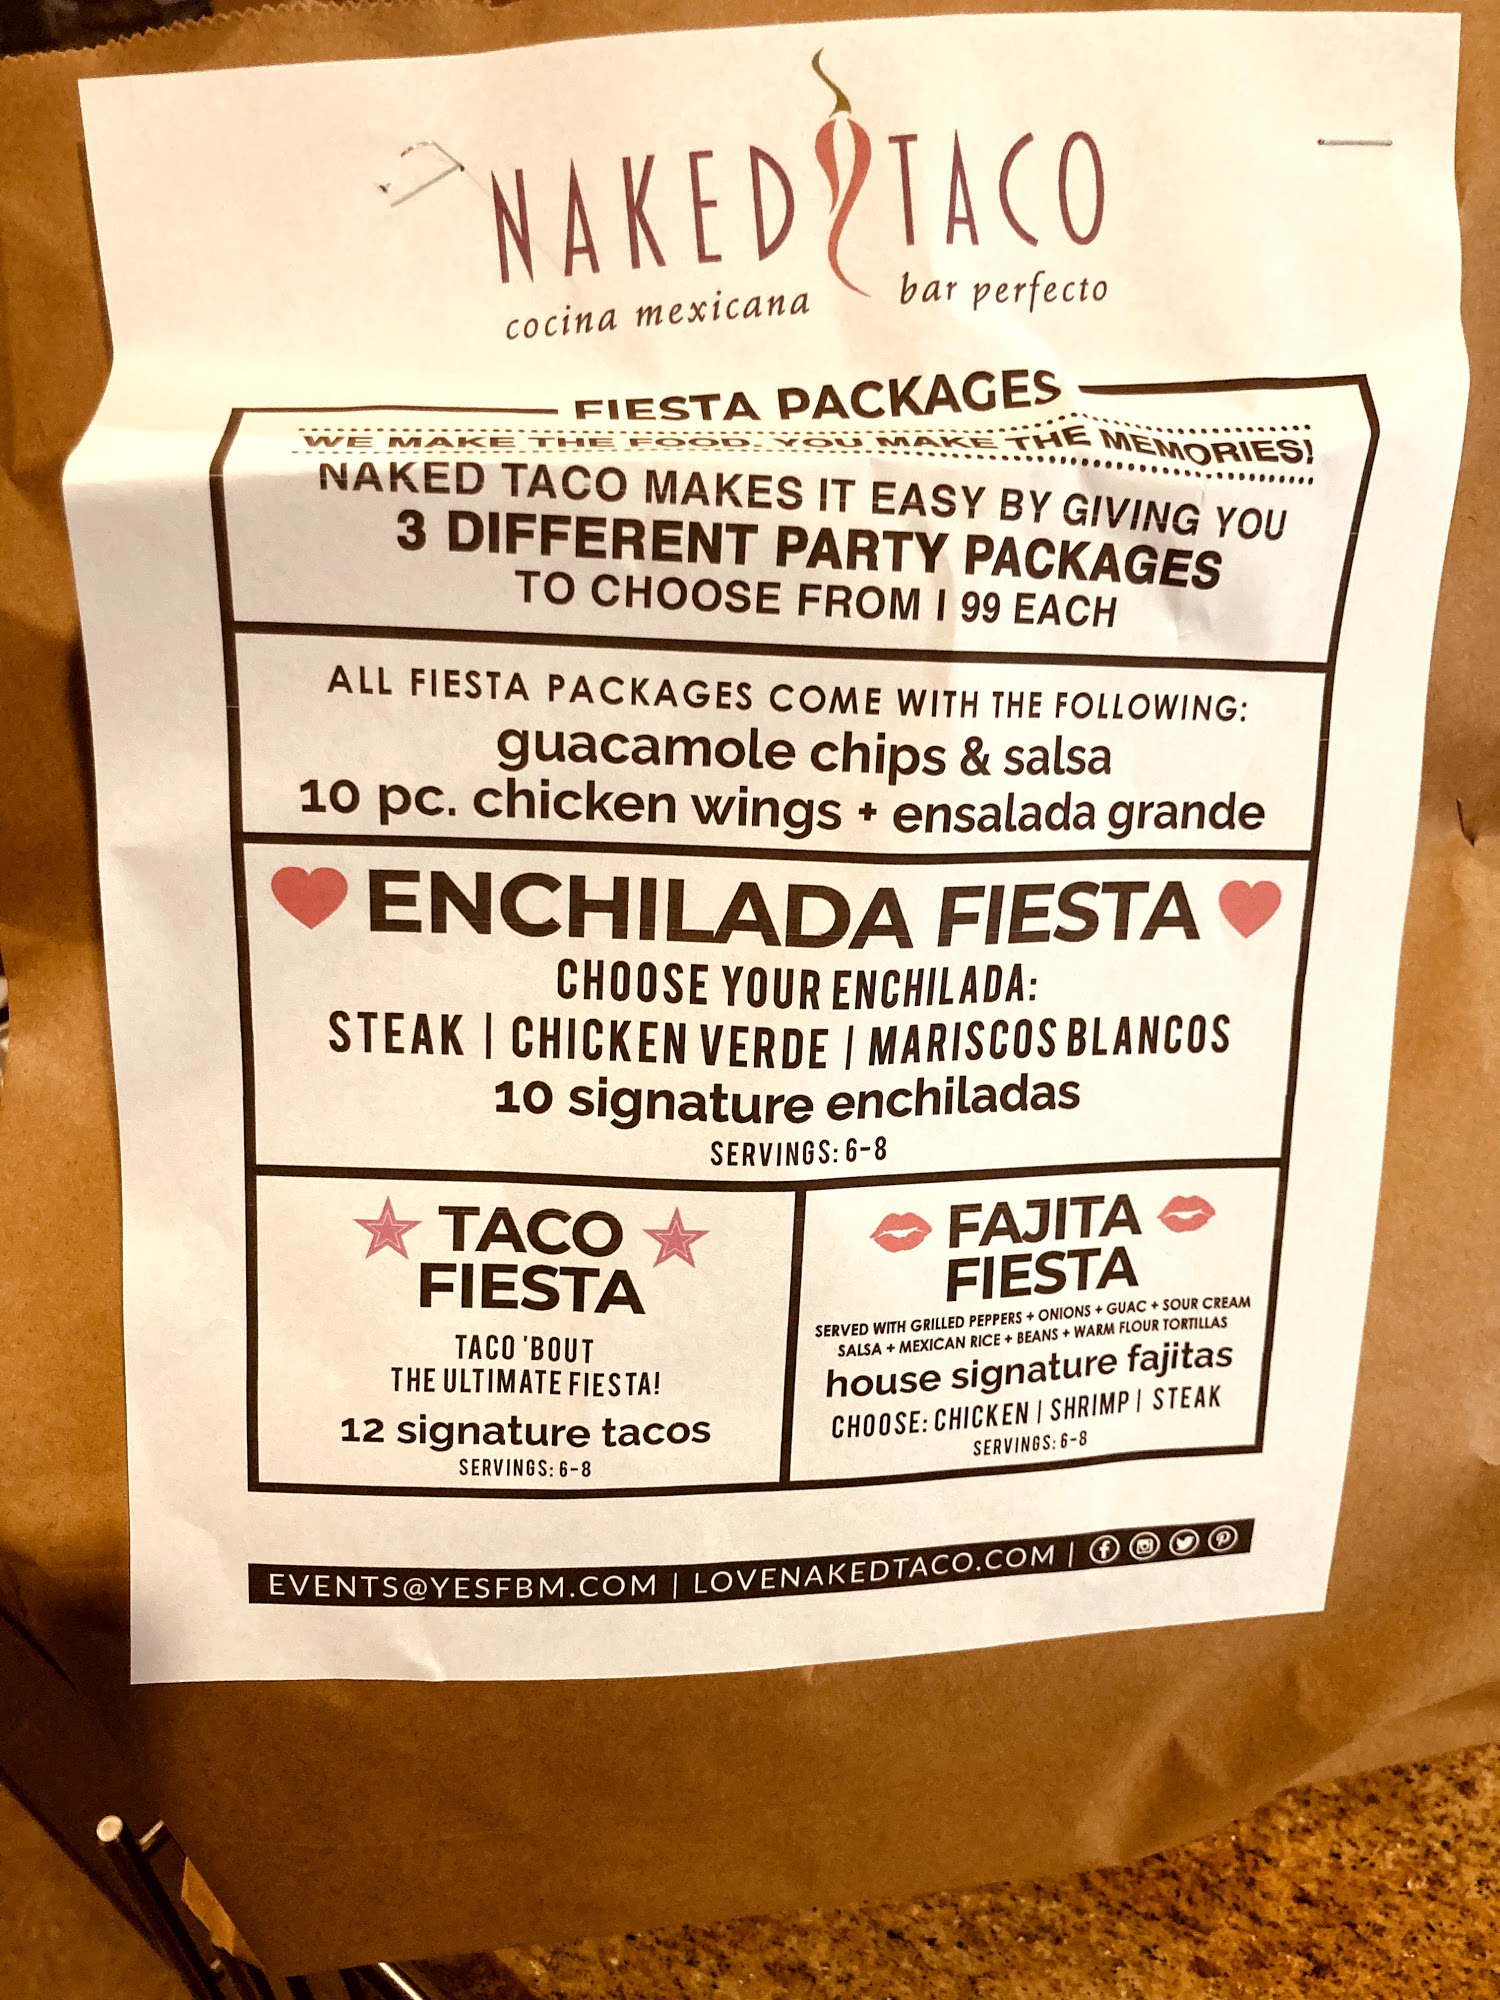 NAKED TACO
cocina mexicana bar perfecto
FIESTA PACKAGES
WE MAKE THE FOOD. YOU MAKE THE MEMORIES!
NAKED TACO MAKES IT EASY BY GIVING YOU
3 DIFFERENT PARTY PACKAGES
TO CHOOSE FROM | 99 EACH
ALL FIESTA PACKAGES COME WITH THE FOLLOWING:
guacamole chips & salsa
10 pc. chicken wings + ensalada grande
ENCHILADA FIESTA
CHOOSE YOUR ENCHILADA:
STEAK | CHICKEN VERDE | MARISCOS BLANCOS
10 signature enchiladas
SERVINGS: 6-8
TACO
FIESTA
TACO 'BOUT
THE ULTIMATE FIESTA!
12 signature tacos
SERVINGS: 6-8
FAJITA
FIESTA
SERVED WITH GRILLED PEPPERS + ONIONS + GUAC + SOUR CREAM
SALSA + MEXICAN RICE + BEANS + WARM FLOUR TORTILLAS
house signature fajitas
CHOOSE: CHICKEN | SHRIMP | STEAK
SERVINGS: 6-8
EVENTS@YESFBM.COM | LOVENAKEDTACO.COM |